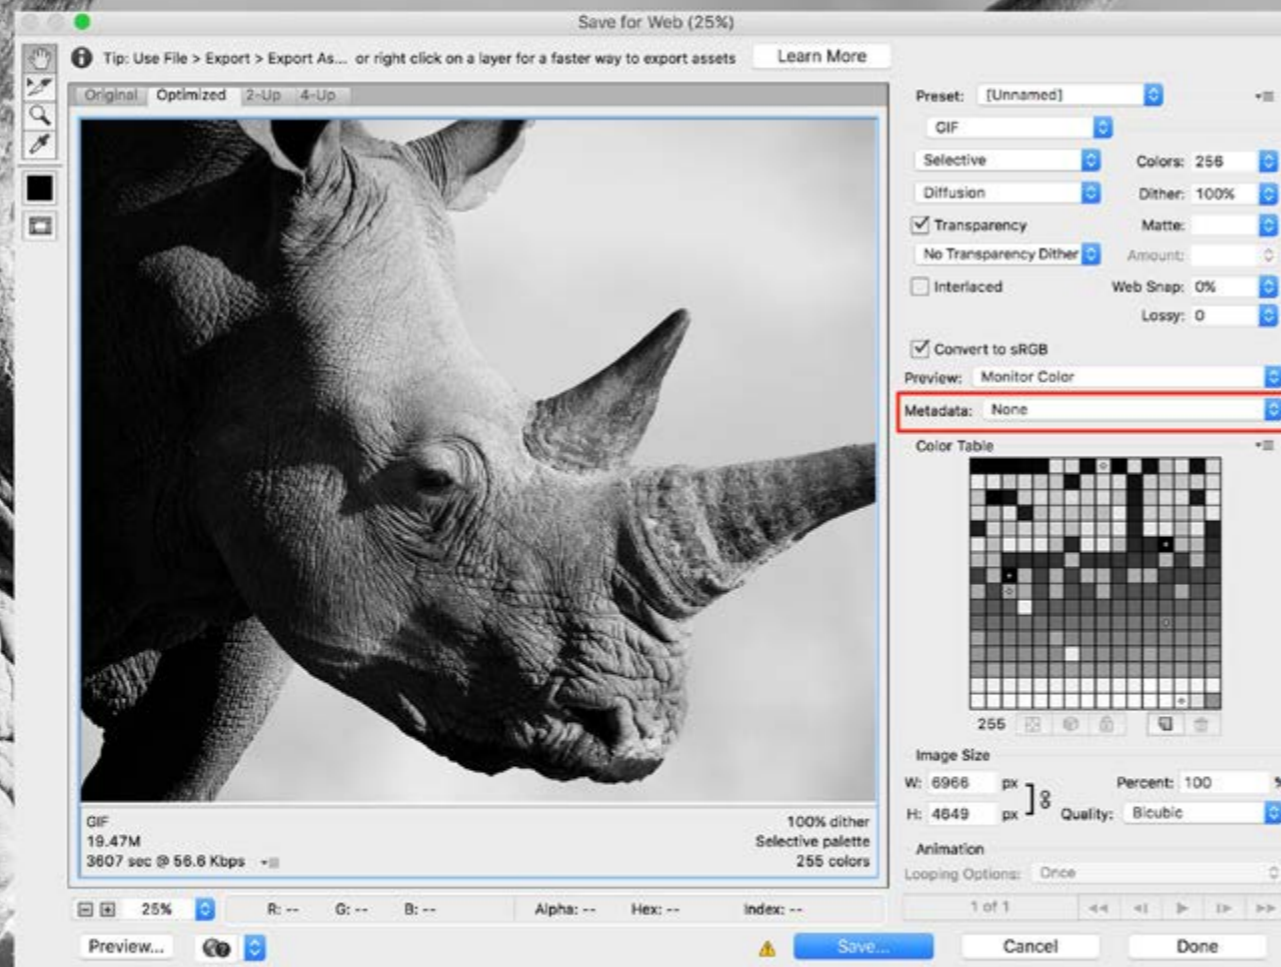 Save for Web (25%)
Tip: Use File > Export > Export As... or right click on a layer for a faster way to export assets
Learn More
Original Optimized 2-Up 4-Up
Preset: [Unnamed]
GIF
Selective Colors: 256
Diffusion Dither: 100%
Transparency Matte:
No Transparency Dither Amount:
Interlaced Web Snap: 0%
Lossy: 0
Convert to sRGB
Preview: Monitor Color
Metadata: None
Color Table
255
Image Size
W: 6966 px Percent: 100 %
H: 4649 px Quality: Bicubic
Animation
Looping Options: Once
1 of 1
GIF 100% dither
19.47M Selective palette
3607 sec @ 56.6 Kbps 255 colors
25% R: -- G: -- B: -- Alpha: -- Hex: -- Index: --
Preview... Save... Cancel Done